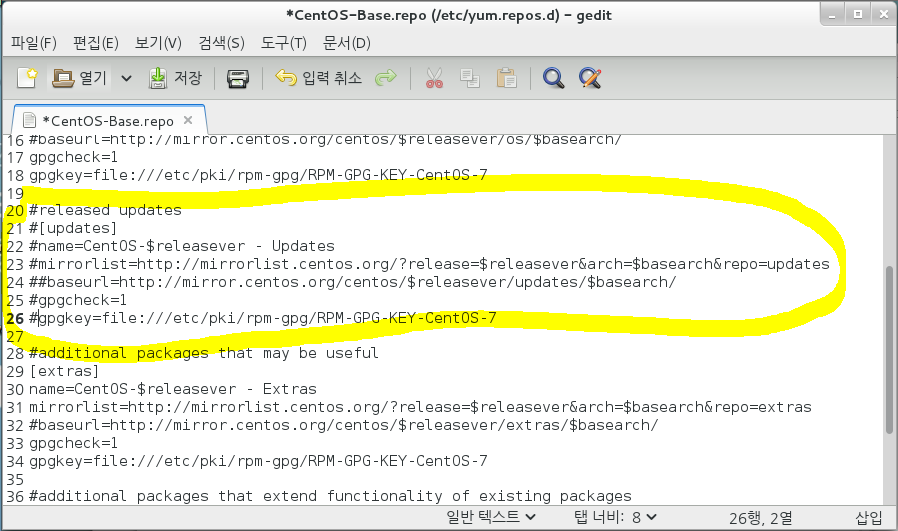 *CentOS-Base.repo (/etc/yum.repos.d) – gedit
파일(F) 편집(E) 보기(V) 검색(S) 도구(T) 문서(D)
열기 저장 입력 취소
*CentOS-Base.repo
16 #baseurl=http://mirror.centos.org/centos/$releasever/os/$basearch/
17 gpgcheck=1
18 gpgkey=file:///etc/pki/rpm-gpg/RPM-GPG-KEY-CentOS-7
19
20 #released updates
21 #[updates]
22 #name=CentOS-$releasever - Updates
23 #mirrorlist=http://mirrorlist.centos.org/?release=$releasever&arch=$basearch&repo=updates
24 ##baseurl=http://mirror.centos.org/centos/$releasever/updates/$basearch/
25 #gpgcheck=1
26 #gpgkey=file:///etc/pki/rpm-gpg/RPM-GPG-KEY-CentOS-7
27
28 #additional packages that may be useful
29 [extras]
30 name=CentOS-$releasever - Extras
31 mirrorlist=http://mirrorlist.centos.org/?release=$releasever&arch=$basearch&repo=extras
32 #baseurl=http://mirror.centos.org/centos/$releasever/extras/$basearch/
33 gpgcheck=1
34 gpgkey=file:///etc/pki/rpm-gpg/RPM-GPG-KEY-CentOS-7
35
36 #additional packages that extend functionality of existing packages
일반 텍스트 탭 너비: 8 26행, 2열 삽입